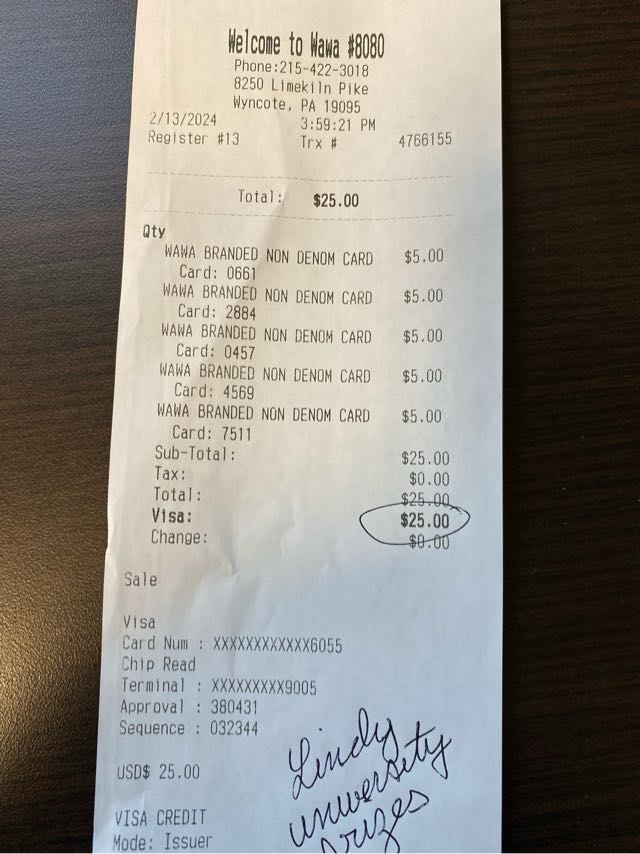 Welcome to Wawa #8080
Phone:215-422-3018
8250 Limekiln Pike
Wyncote, PA 19095
2/13/2024 3:59:21 PM
Register #13 Trx # 4766155
Total: $25.00
Qty
WAWA BRANDED NON DENOM CARD $5.00
Card: 0661
WAWA BRANDED NON DENOM CARD $5.00
Card: 2884
WAWA BRANDED NON DENOM CARD $5.00
Card: 0457
WAWA BRANDED NON DENOM CARD $5.00
Card: 4569
WAWA BRANDED NON DENOM CARD $5.00
Card: 7511
Sub-Total: $25.00
Tax: $0.00
Total: $25.00
Visa: $25.00
Change: $0.00
Sale
Visa
Card Num : XXXXXXXXXXXX6055
Chip Read
Terminal : XXXXXXXXX9005
Approval : 380431
Sequence : 032344
USD$ 25.00
VISA CREDIT
Mode: Issuer
Lindy
university
prizes